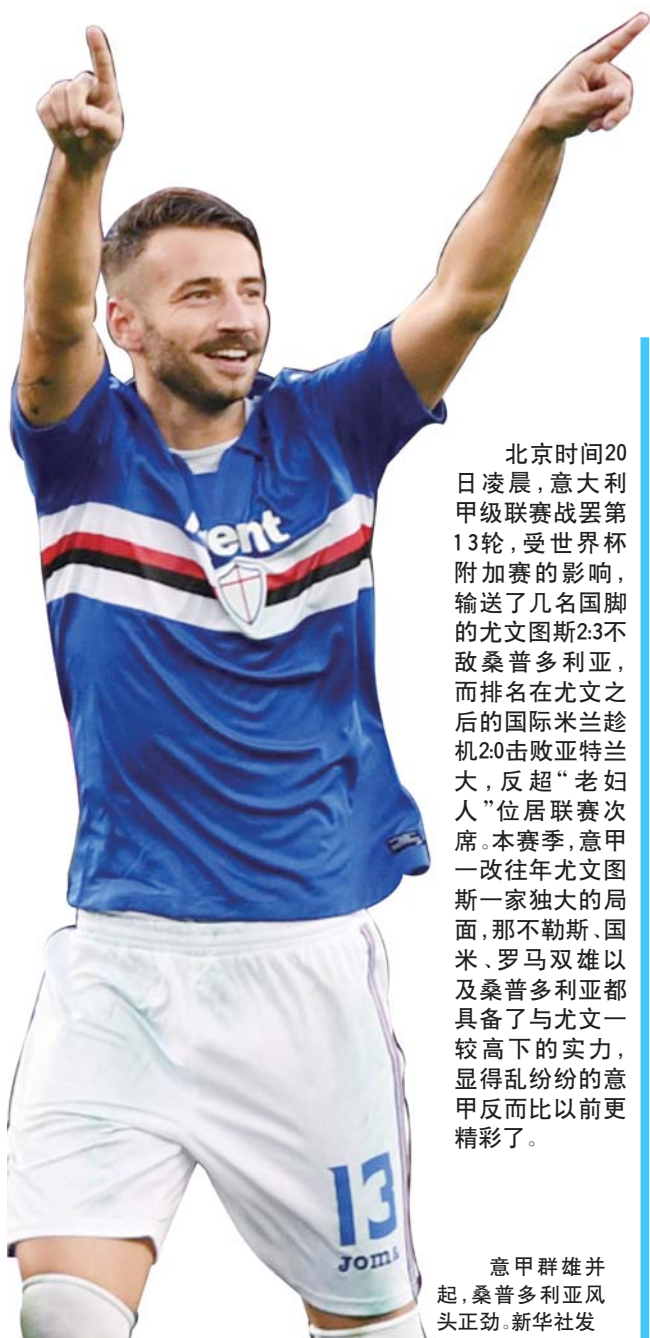 ent
13
JOMA
北京时间20
日凌晨，意大利
甲级联赛战罢第
13轮，受世界杯
附加赛的影响，
输送了几名国脚
的尤文图斯2:3不
敌桑普多利亚，
而排名在尤文之
后的国际米兰趁
机2:0击败亚特兰
大，反超“老妇
人”位居联赛次
席。本赛季，意甲
一改往年尤文图
斯一家独大的局
面，那不勒斯、国
米、罗马双雄以
及桑普多利亚都
具备了与尤文一
较高下的实力，
显得乱纷纷的意
甲反而比以前更
精彩了。
意甲群雄并
起，桑普多利亚风
头正劲。新华社发